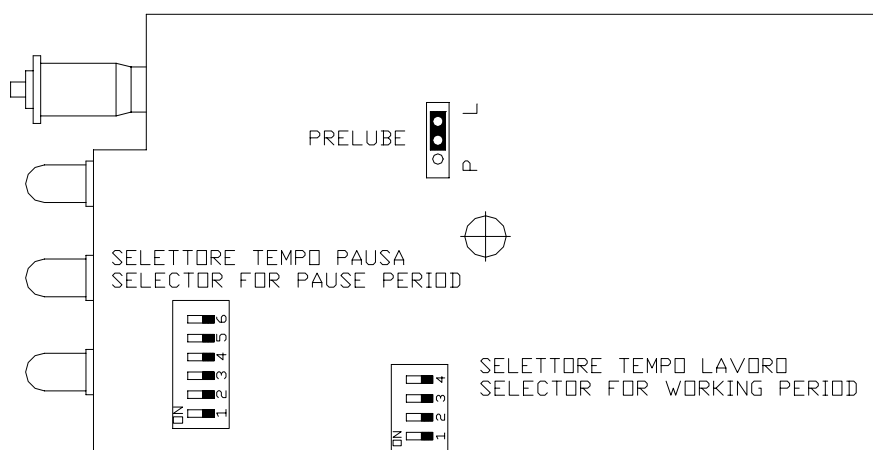 L
PRELUBE
P
SELETTORE TEMPO PAUSA
SELECTOR FOR PAUSE PERIOD
6
5
4
3
2
1
ON
SELETTORE TEMPO LAVORO
SELECTOR FOR WORKING PERIOD
4
3
2
1
ON